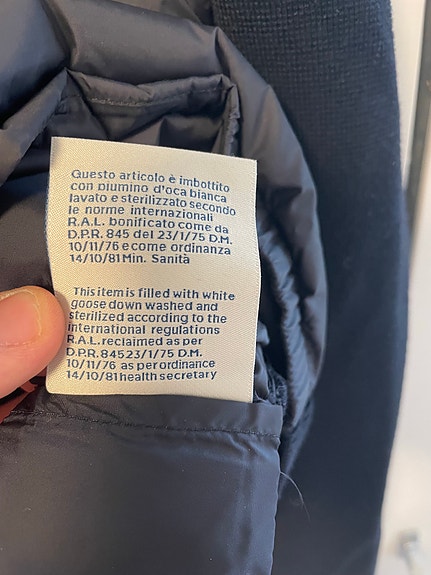 Questo articolo è imbottito
con piumino d'oca bianca
lavato e sterilizzato secondo
le norme internazionali
R.A.L. bonificato come da
D.P.R. 845 del 23/1/75 D.M.
10/11/76 e come ordinanza
14/10/81 Min. Sanità
This item is filled with white
goose down washed and
sterilized according to the
international regulations
R.A.L. reclaimed as per
D.P.R. 84523/1/75 D.M.
10/11/76 as per ordinance
14/10/81 health secretary